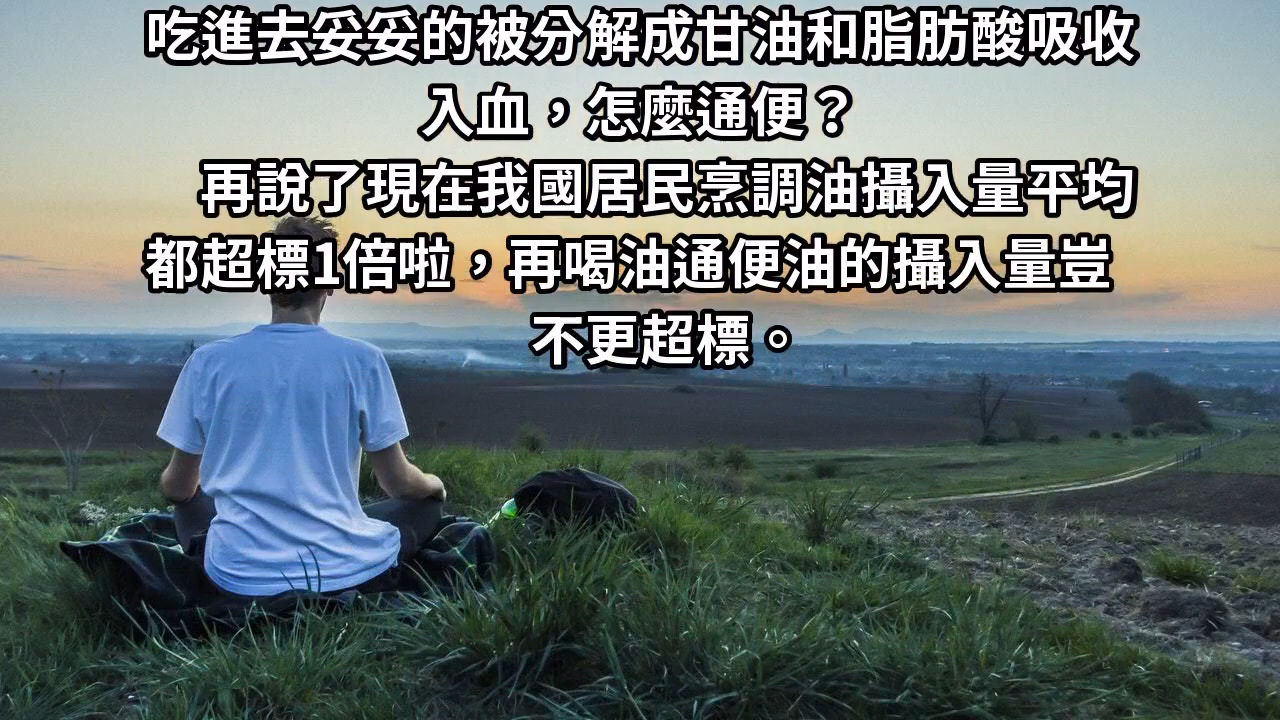 吃進去妥妥的被分解成甘油和脂肪酸吸收
入血，怎麼通便？
再說了現在我國居民烹調油攝入量平均
都超標1倍啦，再喝油通便油的攝入量豈
不更超標。